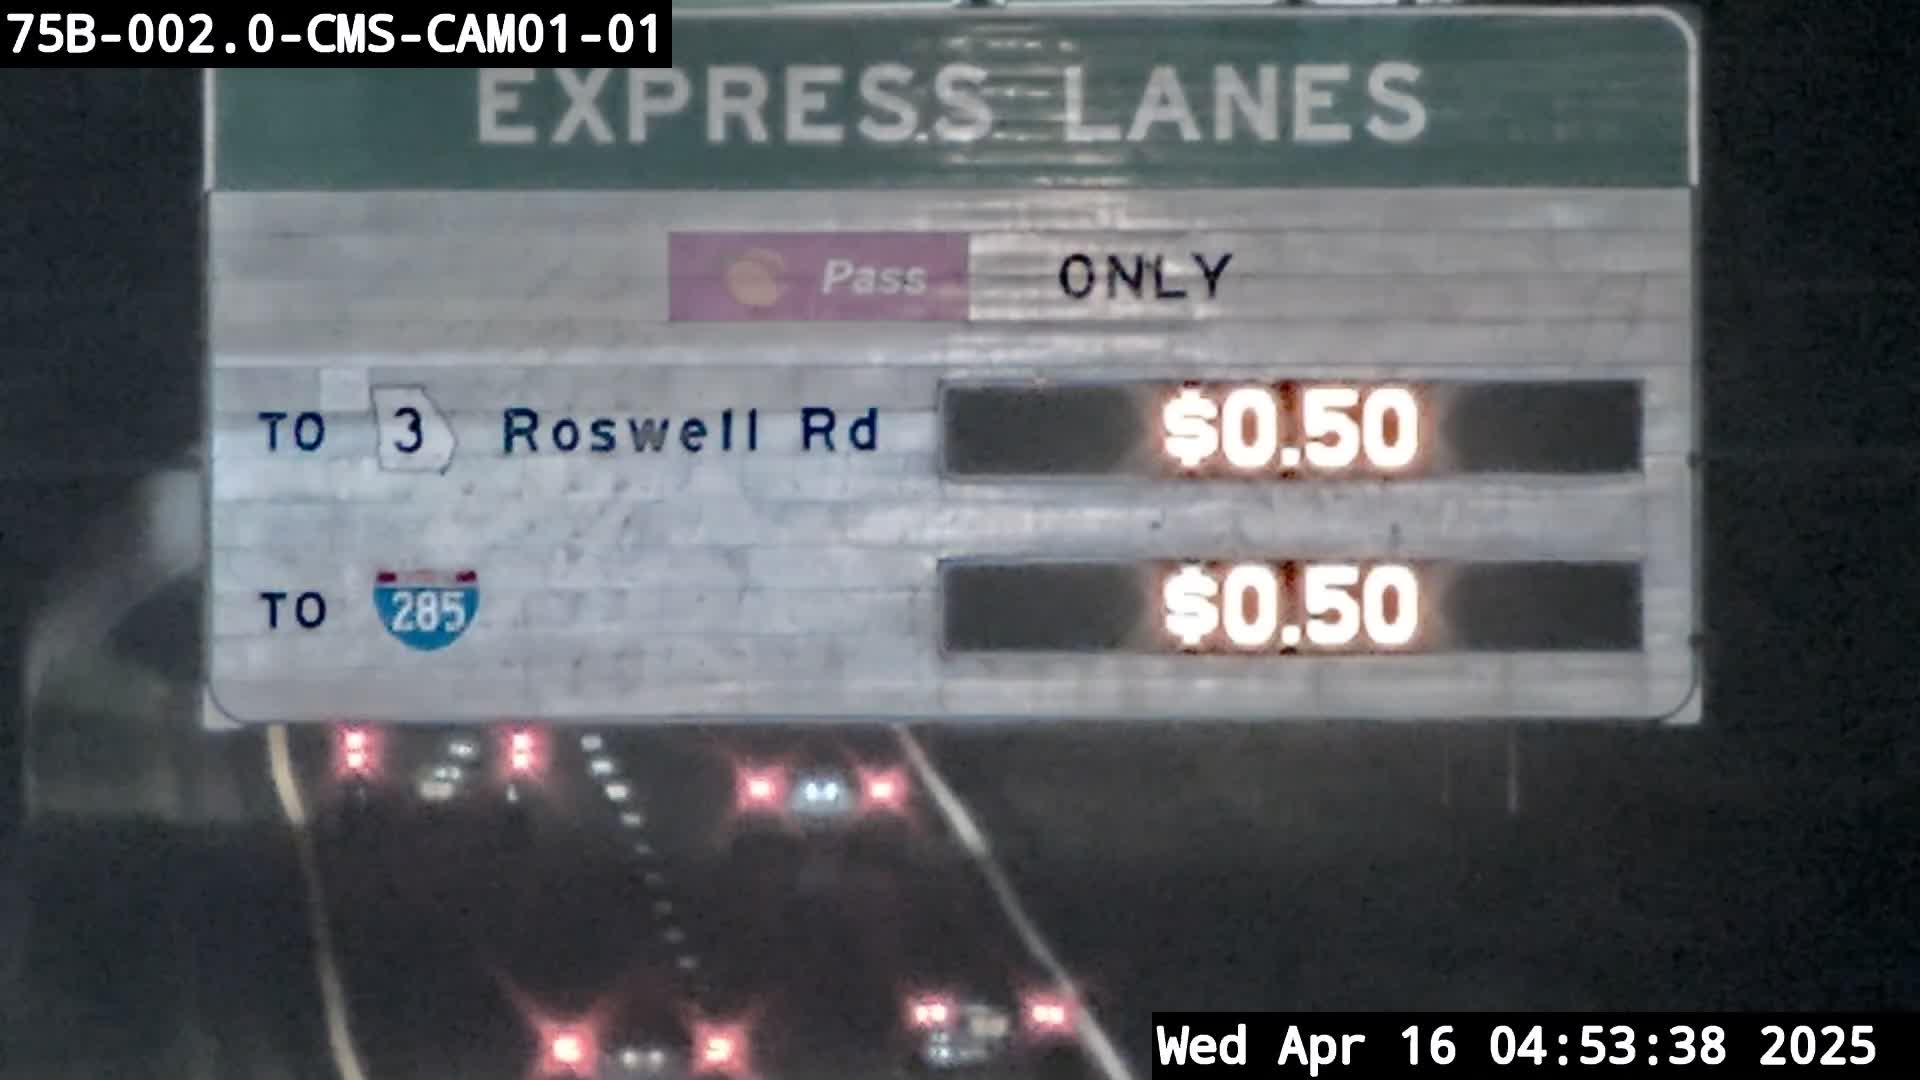 75B-002.0-CMS-CAM01-01
EXPRESS LANES
Pass ONLY
TO 3 Roswell Rd $0.50
TO 285 $0.50
Wed Apr 16 04:53:38 2025